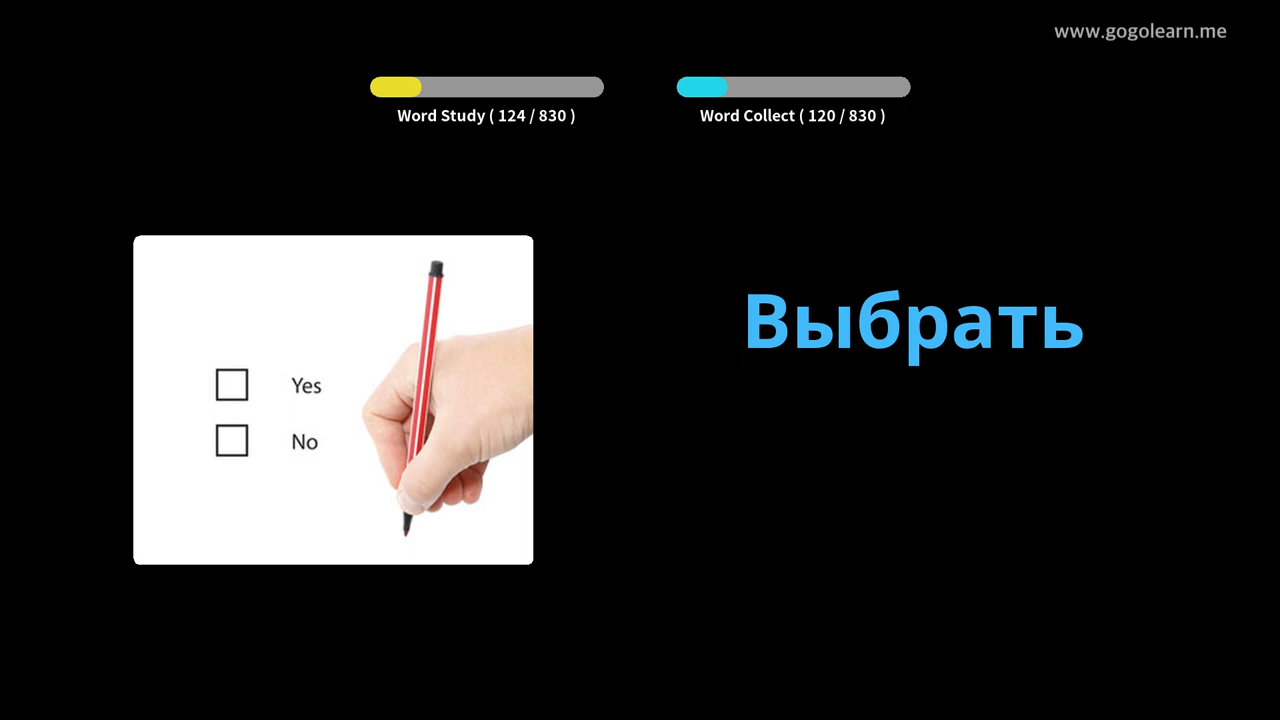 www.gogolearn.me
Word Study ( 124 / 830 )
Word Collect ( 120 / 830 )
Выбрать
Yes
No